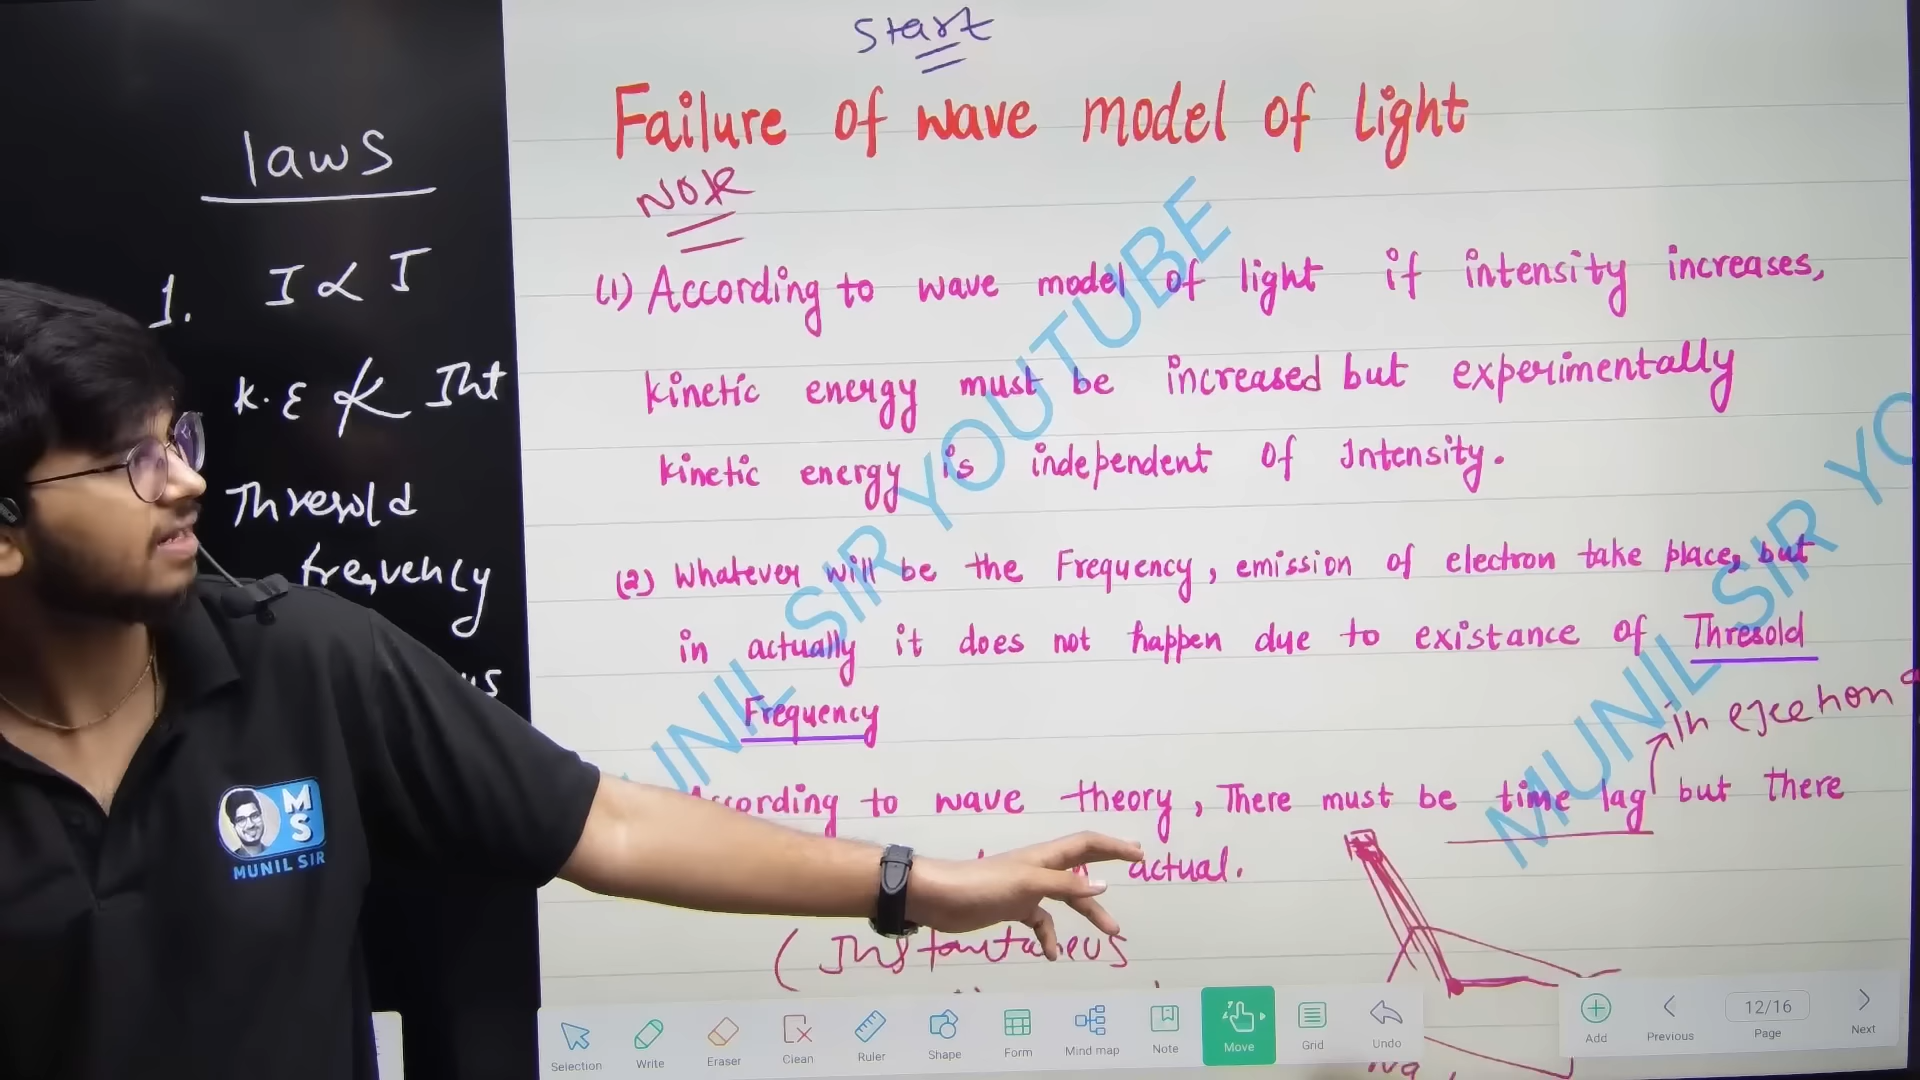 Start
Failure of wave model of light
laws
1. I ∝ I
K.E ∝̸ Int
Thresold
frequency
us
(1) According to wave model of light if intensity increases,
kinetic energy must be increased but experimentally
kinetic energy is independent of Intensity.
(2) Whatever will be the Frequency, emission of electron take place, but
in actually it does not happen due to existance of Thresold
Frequency
in
According to wave theory, There must be time lag but there
actual.
(Instantaneus
MUNIL SIR YOUTUBE
MUNIL SIR YO
MS
MUNIL SIR
Selection
Write
Eraser
Clean
Ruler
Shape
Form
Mind map
Note
Move
Grid
Undo
Add
Previous
12/16
Page
Next